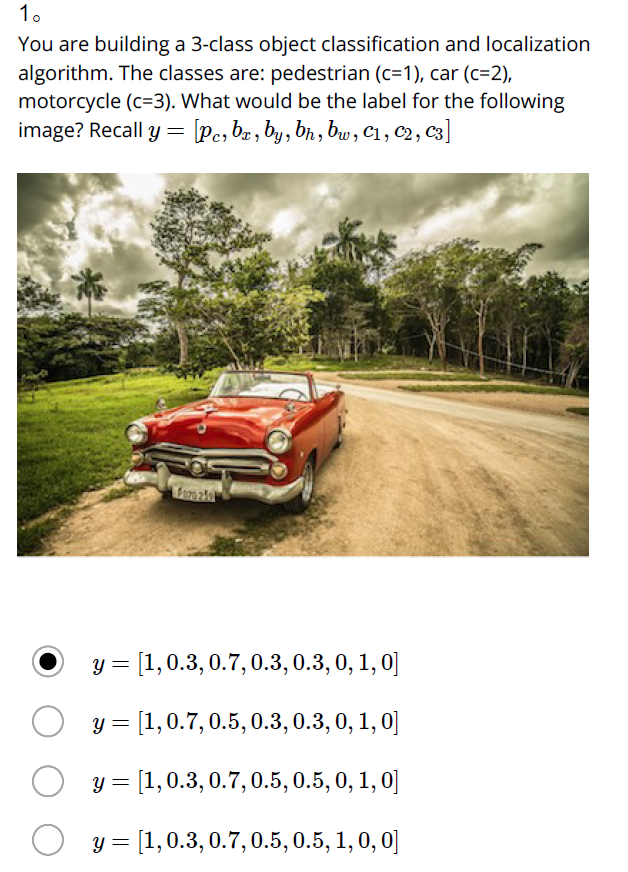 1。
You are building a 3-class object classification and localization
algorithm. The classes are: pedestrian (c=1), car (c=2),
motorcycle (c=3). What would be the label for the following
image? Recall y = [p_c, b_x, b_y, b_h, b_w, c_1, c_2, c_3]
y = [1, 0.3, 0.7, 0.3, 0.3, 0, 1, 0]
y = [1, 0.7, 0.5, 0.3, 0.3, 0, 1, 0]
y = [1, 0.3, 0.7, 0.5, 0.5, 0, 1, 0]
y = [1, 0.3, 0.7, 0.5, 0.5, 1, 0, 0]